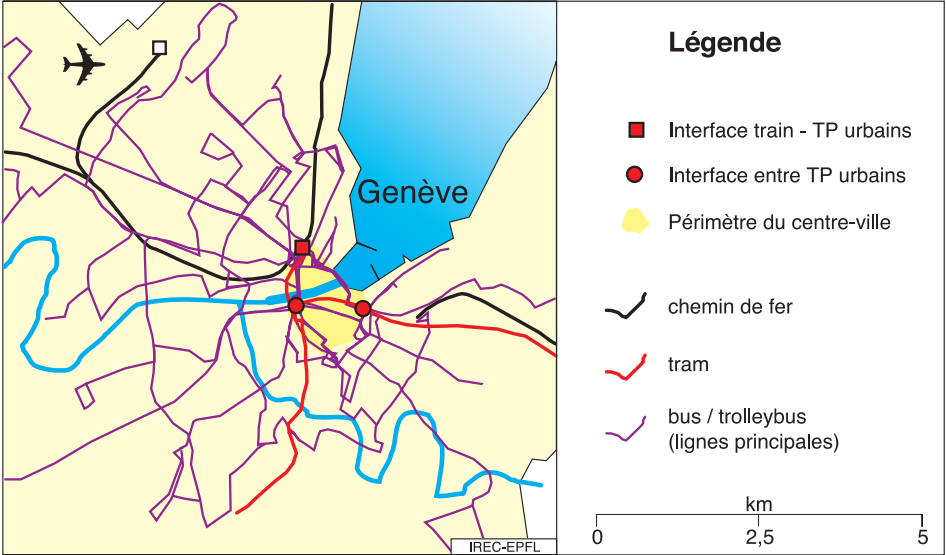 Genève
IREC-EPFL
Légende
Interface train - TP urbains
Interface entre TP urbains
Périmètre du centre-ville
chemin de fer
tram
bus / trolleybus
(lignes principales)
km
0 2,5 5